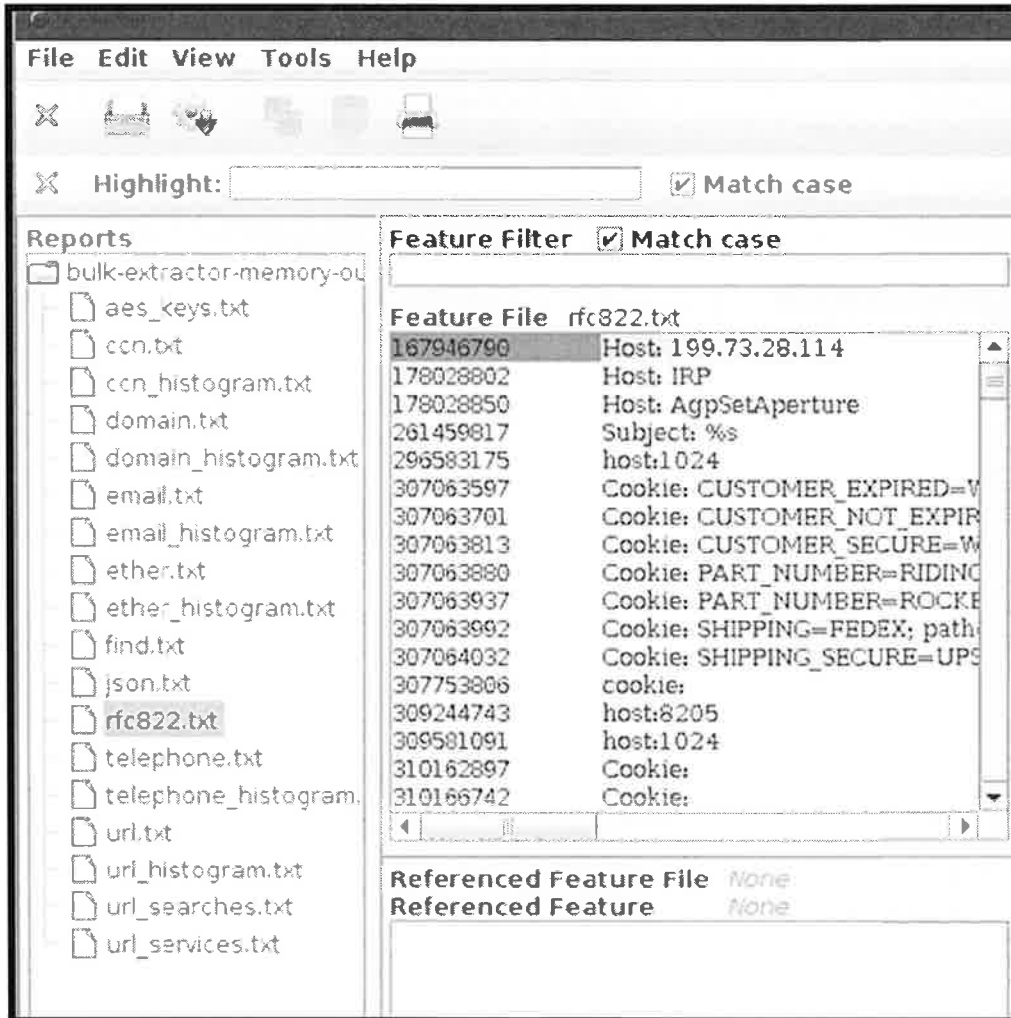 File Edit View Tools Help
Highlight: Match case
Reports
bulk-extractor-memory-ou
aes_keys.txt
ccn.txt
ccn_histogram.txt
domain.txt
domain_histogram.txt
email.txt
email_histogram.txt
ether.txt
ether_histogram.txt
find.txt
json.txt
rfc822.txt
telephone.txt
telephone_histogram.
url.txt
url_histogram.txt
url_searches.txt
url_services.txt
Feature Filter Match case
Feature File rfc822.txt
167946790 Host: 199.73.28.114
178028802 Host: IRP
178028850 Host: AgpSetAperture
261459817 Subject: %s
296583175 host:1024
307063597 Cookie: CUSTOMER_EXPIRED=W
307063701 Cookie: CUSTOMER_NOT_EXPIR
307063813 Cookie: CUSTOMER_SECURE=W
307063880 Cookie: PART_NUMBER=RIDING
307063937 Cookie: PART_NUMBER=ROCKE
307063992 Cookie: SHIPPING=FEDEX; path=
307064032 Cookie: SHIPPING_SECURE=UPS
307753806 cookie:
309244743 host:8205
309581091 host:1024
310162897 Cookie:
310166742 Cookie:
Referenced Feature File None
Referenced Feature None